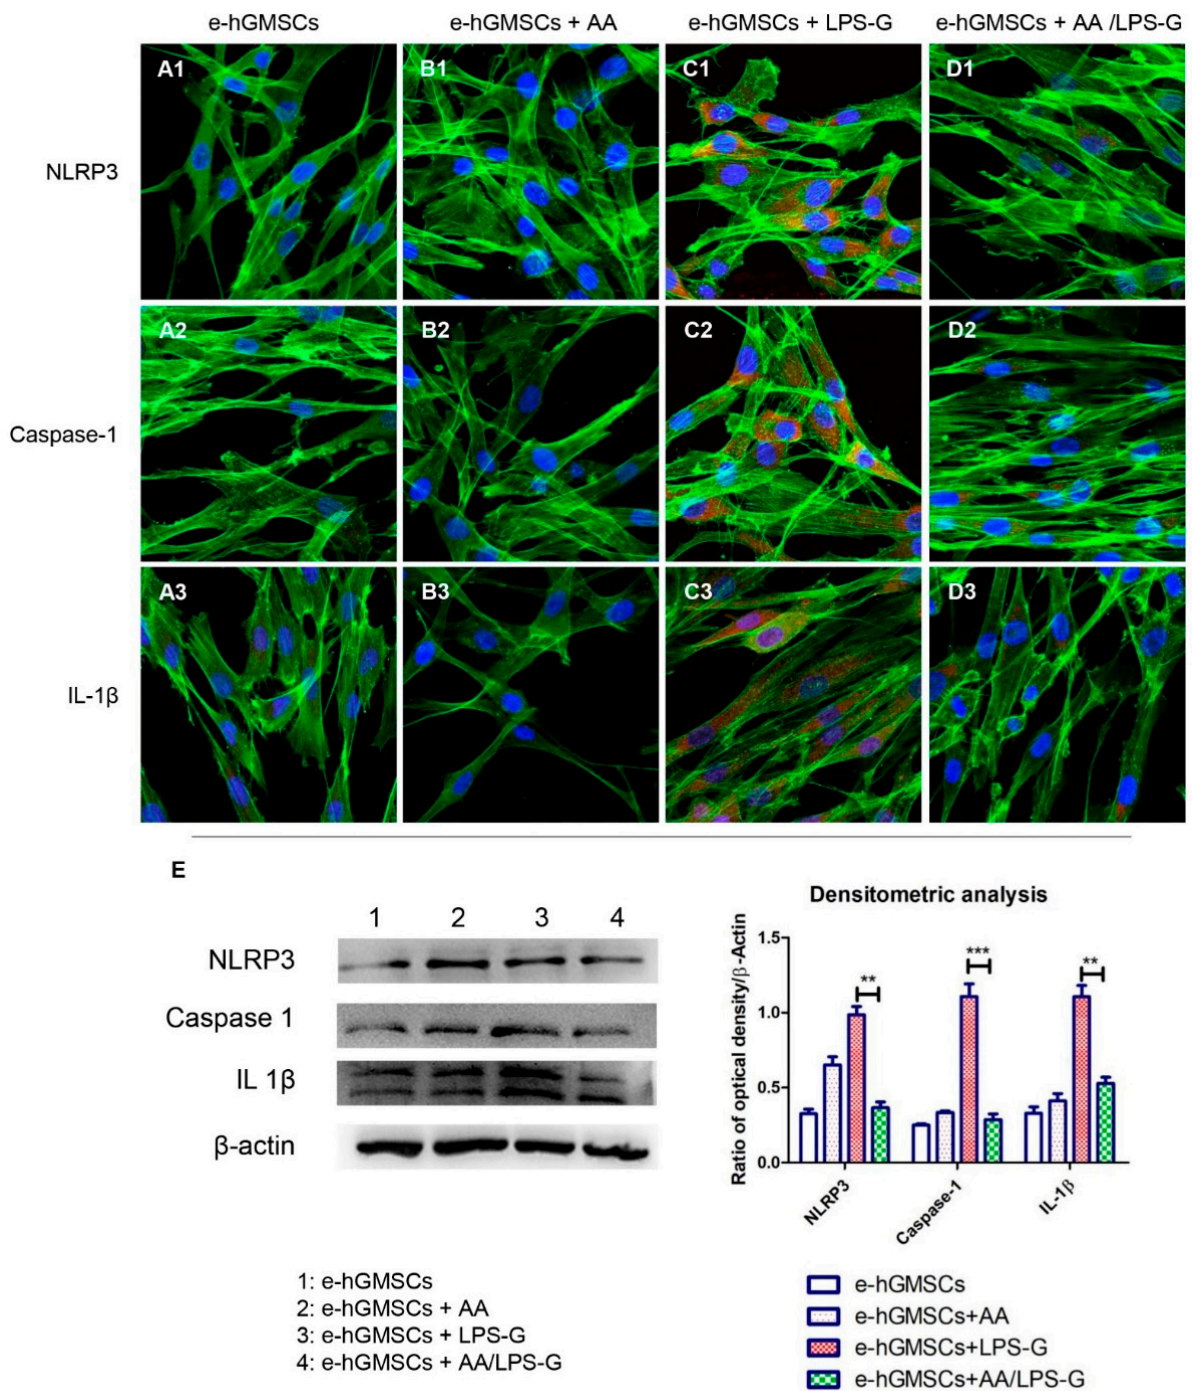 e-hGMSCs e-hGMSCs + AA e-hGMSCs + LPS-G e-hGMSCs + AA /LPS-G
A1 B1 C1 D1
NLRP3
A2 B2 C2 D2
Caspase-1
A3 B3 C3 D3
IL-1β
E
1 2 3 4
NLRP3
Caspase 1
IL 1β
β-actin
1: e-hGMSCs
2: e-hGMSCs + AA
3: e-hGMSCs + LPS-G
4: e-hGMSCs + AA/LPS-G
Densitometric analysis
Ratio of optical density/β-Actin
1.5
1.0
0.5
0.0
** *** **
NLRP3 Caspase-1 IL-1β
e-hGMSCs
e-hGMSCs+AA
e-hGMSCs+LPS-G
e-hGMSCs+AA/LPS-G